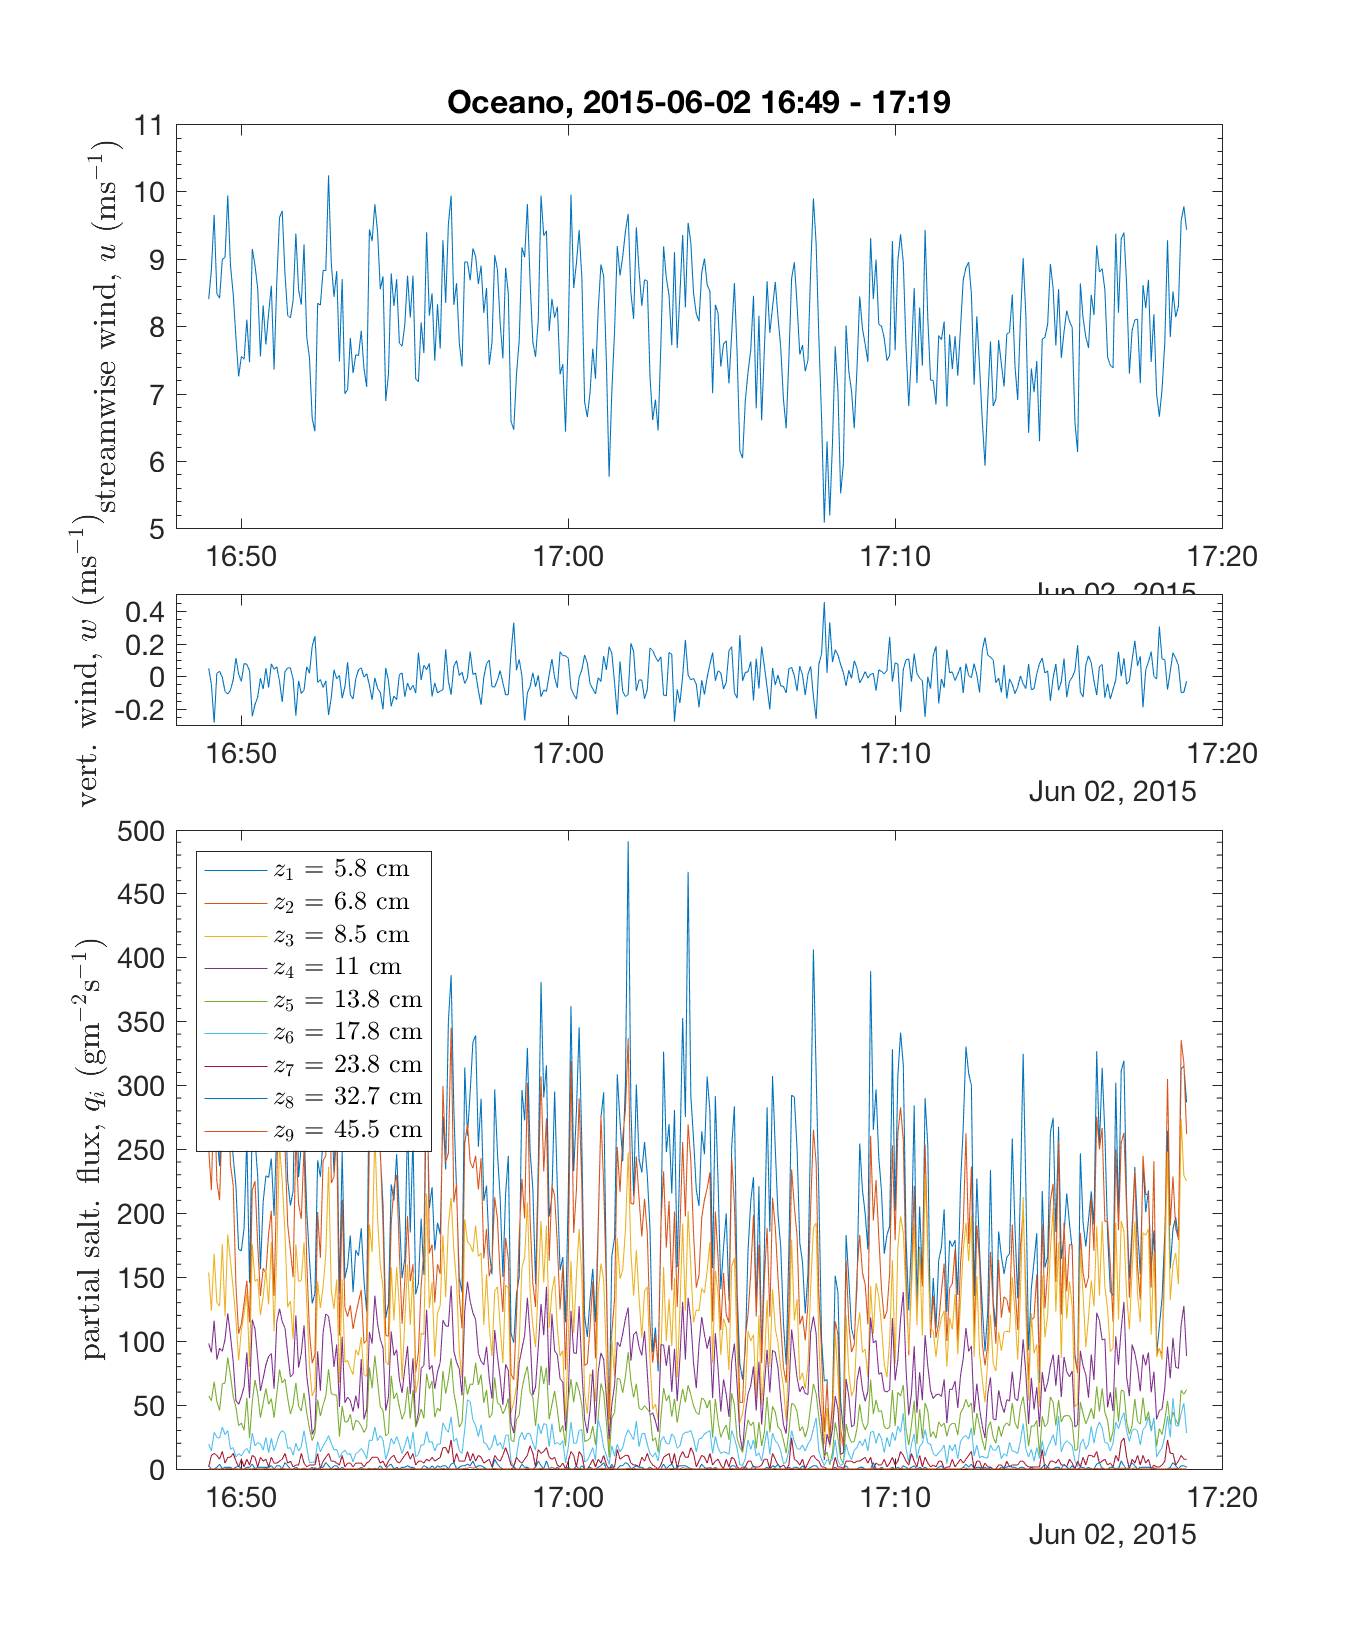 Oceano, 2015-06-02 16:49 - 17:19
streamwise wind, u (ms⁻¹)
11
10
9
8
7
6
5
16:50 17:00 17:10 17:20
Jun 02, 2015
vert. wind, w (ms⁻¹)
0.4
0.2
0
-0.2
16:50 17:00 17:10 17:20
Jun 02, 2015
partial salt. flux, qᵢ (gm⁻²s⁻¹)
500
450
400
350
300
250
200
150
100
50
0
z₁ = 5.8 cm
z₂ = 6.8 cm
z₃ = 8.5 cm
z₄ = 11 cm
z₅ = 13.8 cm
z₆ = 17.8 cm
z₇ = 23.8 cm
z₈ = 32.7 cm
z₉ = 45.5 cm
16:50 17:00 17:10 17:20
Jun 02, 2015